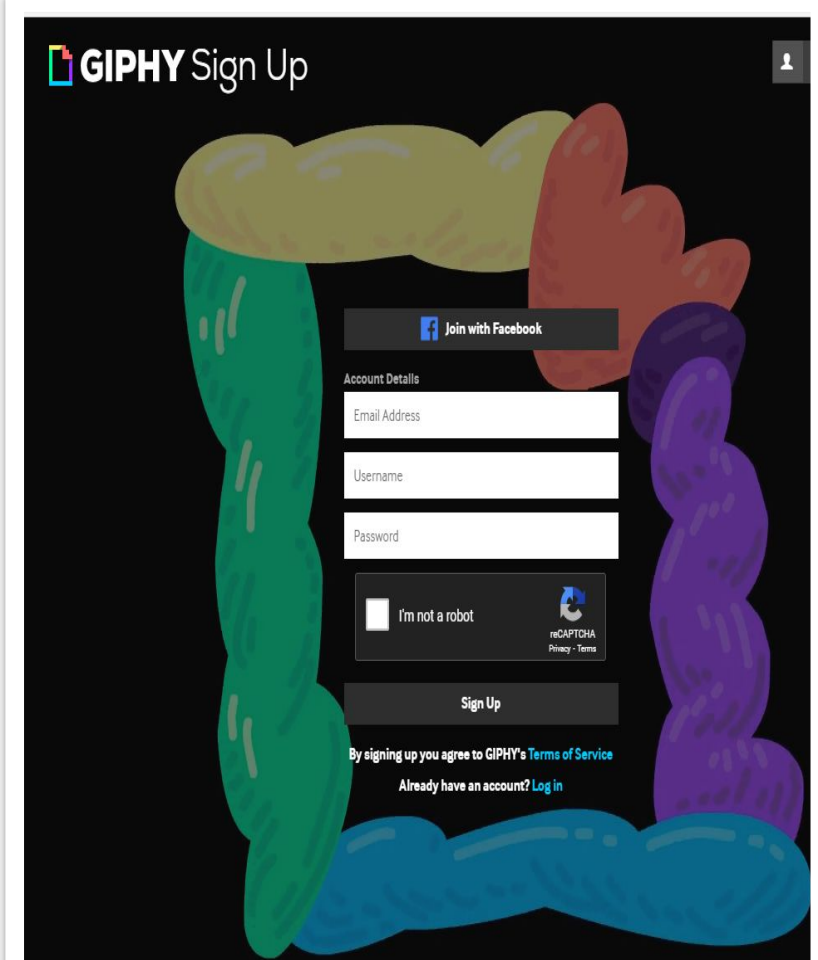 GIPHY Sign Up
Join with Facebook
Account Details
Email Address
Username
Password
I'm not a robot
reCAPTCHA
Privacy - Terms
Sign Up
By signing up you agree to GIPHY's Terms of Service
Already have an account? Log in